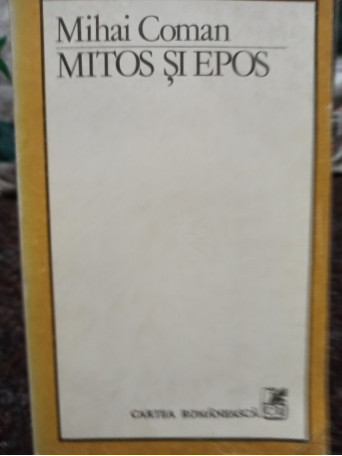 Mihai Coman
MITOS ȘI EPOS
CARTEA ROMÂNEASCĂ